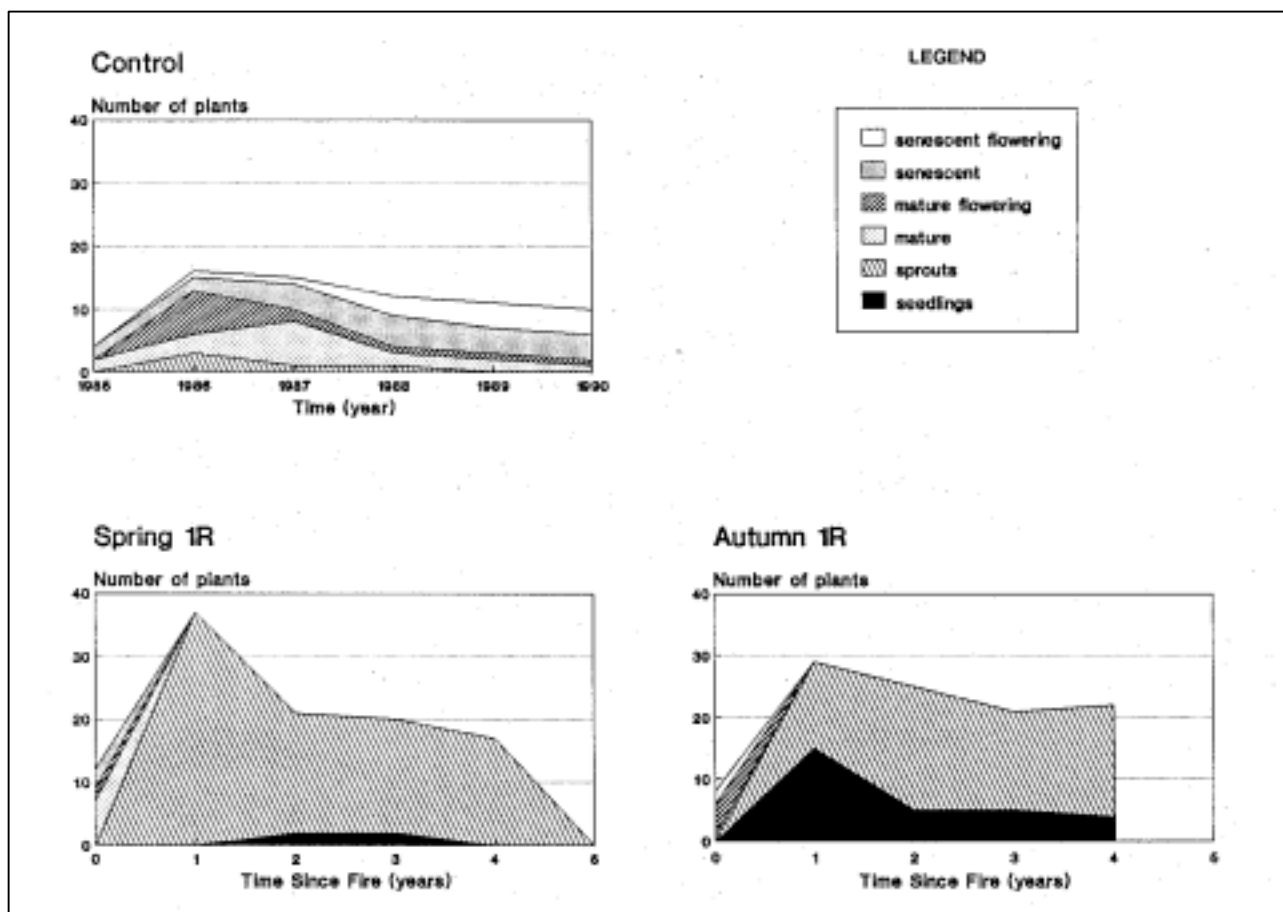 Control
Number of plants
40
30
20
10
0
1985 1986 1987 1988 1989 1990
Time (year)
LEGEND
senescent flowering
senescent
mature flowering
mature
sprouts
seedlings
Spring 1R
Number of plants
40
30
20
10
0
0 1 2 3 4 5
Time Since Fire (years)
Autumn 1R
Number of plants
40
30
20
10
0
0 1 2 3 4 5
Time Since Fire (years)